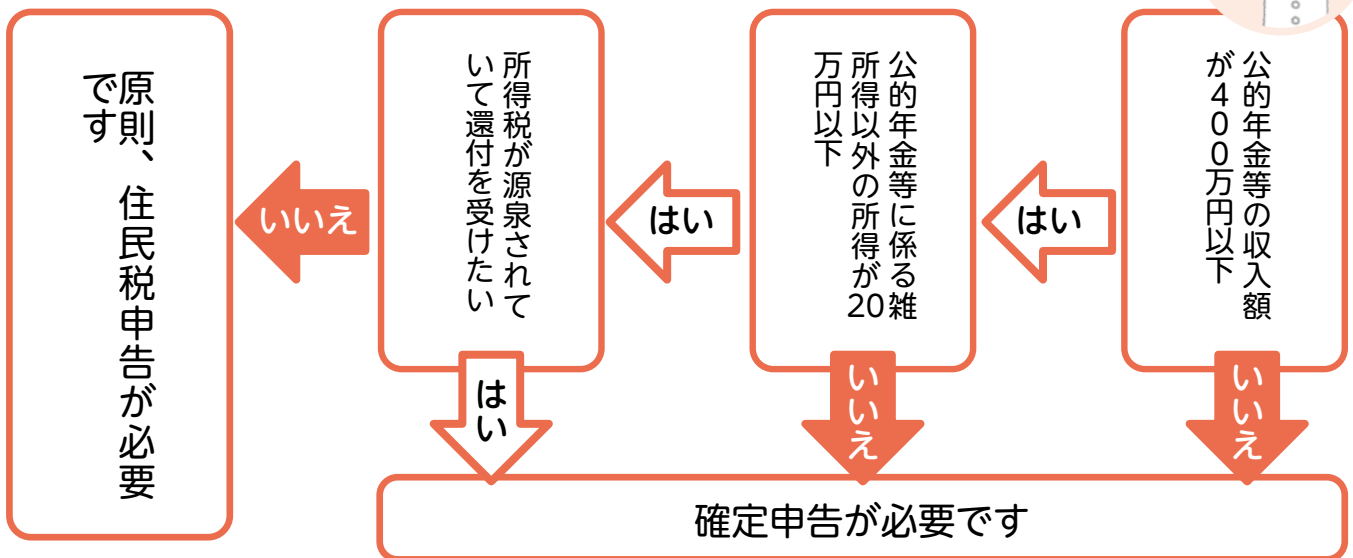 公的年金等の収入額
が400万円以下
はい
いいえ
公的年金等に係る雑
所得以外の所得が20
万円以下
はい
いいえ
所得税が源泉されて
いて還付を受けたい
いいえ
はい
原則、住民税申告が必要
です
確定申告が必要です